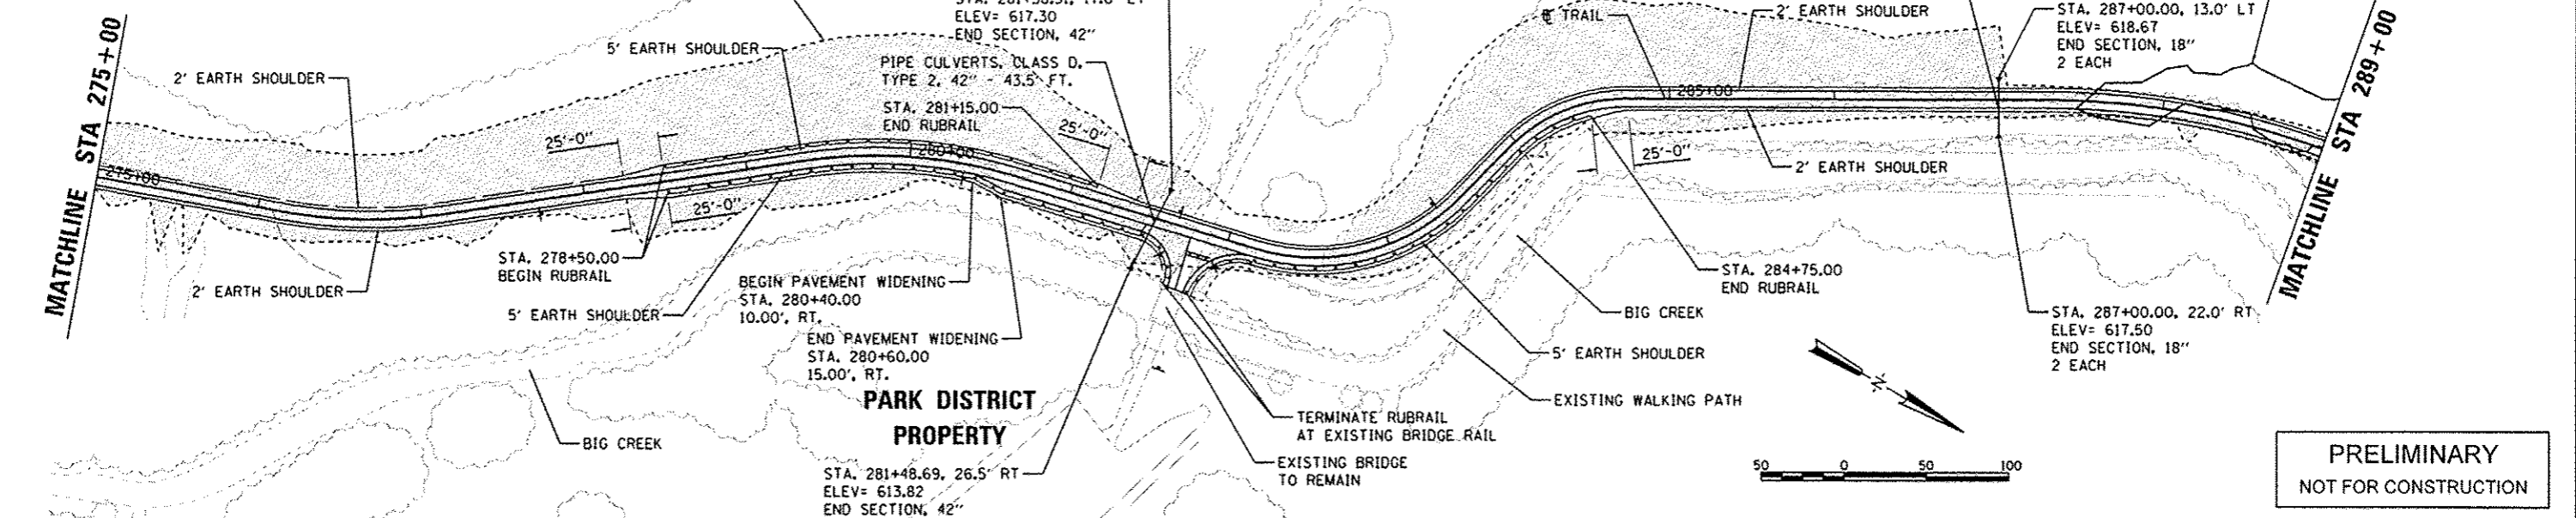 MATCHLINE STA 275+00
2' EARTH SHOULDER
5' EARTH SHOULDER
ELEV= 617.30
END SECTION, 42"
PIPE CULVERTS, CLASS D,
TYPE 2, 42" - 43.5' FT.
STA. 281+15.00
END RUBRAIL
25'-0"
25'-0"
275+00
280+00
25'-0"
2' EARTH SHOULDER
STA. 278+50.00
BEGIN RUBRAIL
5' EARTH SHOULDER
BEGIN PAVEMENT WIDENING
STA. 280+40.00
10.00', RT.
END PAVEMENT WIDENING
STA. 280+60.00
15.00', RT.
PARK DISTRICT
PROPERTY
BIG CREEK
STA. 281+48.69, 26.5' RT
ELEV= 613.82
END SECTION, 42"
℄ TRAIL
2' EARTH SHOULDER
285+00
25'-0"
2' EARTH SHOULDER
STA. 287+00.00, 13.0' LT
ELEV= 618.67
END SECTION, 18"
2 EACH
MATCHLINE STA 289+00
STA. 284+75.00
END RUBRAIL
BIG CREEK
5' EARTH SHOULDER
EXISTING WALKING PATH
TERMINATE RUBRAIL
AT EXISTING BRIDGE RAIL
EXISTING BRIDGE
TO REMAIN
STA. 287+00.00, 22.0' RT
ELEV= 617.50
END SECTION, 18"
2 EACH
N
50 0 50 100
PRELIMINARY
NOT FOR CONSTRUCTION